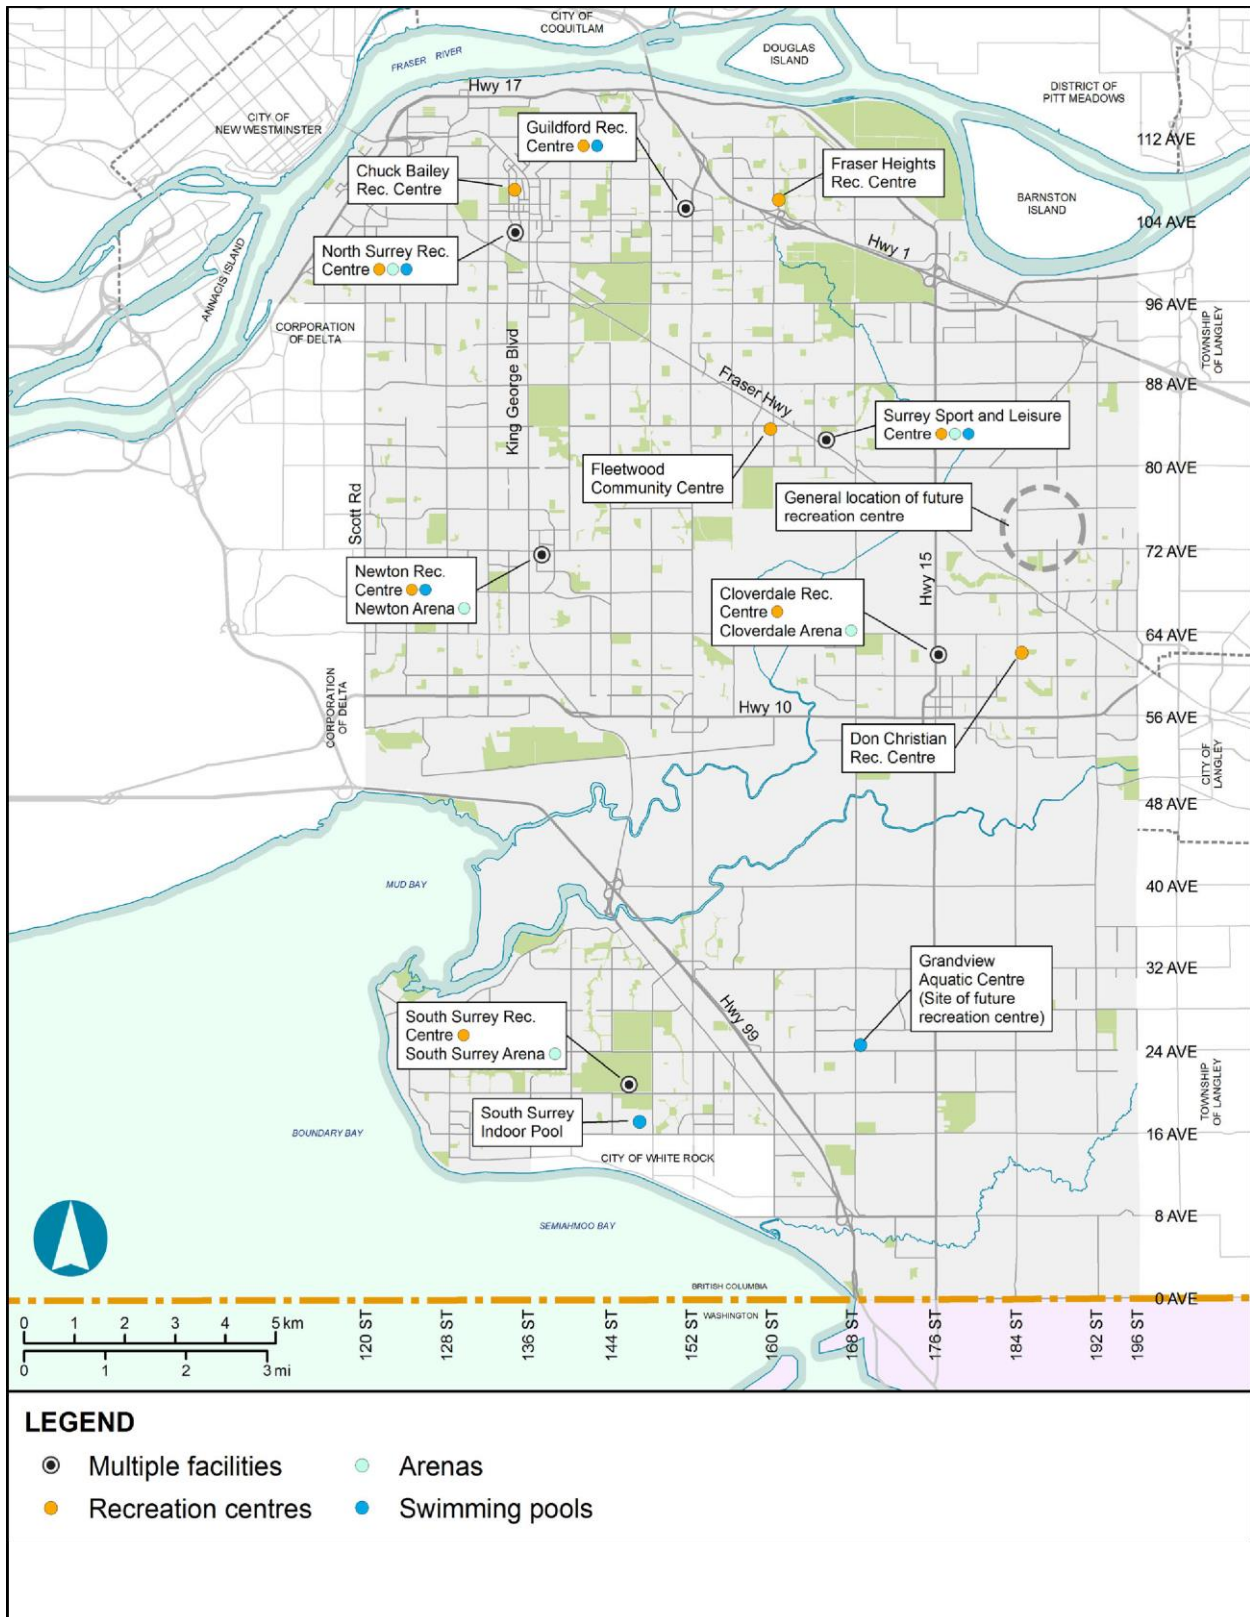 CITY OF
COQUITLAM
FRASER RIVER
DOUGLAS
ISLAND
Hwy 17
DISTRICT OF
PITT MEADOWS
CITY OF
NEW WESTMINSTER
Guildford Rec.
Centre
112 AVE
Chuck Bailey
Rec. Centre
Fraser Heights
Rec. Centre
BARNSTON
ISLAND
104 AVE
North Surrey Rec.
Centre
Hwy 1
ANNACIS ISLAND
96 AVE
CORPORATION
OF DELTA
TOWNSHIP
OF LANGLEY
King George Blvd
88 AVE
Fraser Hwy
Surrey Sport and Leisure
Centre
Fleetwood
Community Centre
80 AVE
Scott Rd
General location of future
recreation centre
72 AVE
Newton Rec.
Centre
Newton Arena
Hwy 15
Cloverdale Rec.
Centre
Cloverdale Arena
64 AVE
CORPORATION
OF DELTA
Hwy 10
56 AVE
Don Christian
Rec. Centre
CITY OF
LANGLEY
48 AVE
MUD BAY
40 AVE
Grandview
Aquatic Centre
(Site of future
recreation centre)
32 AVE
South Surrey Rec.
Centre
South Surrey Arena
Hwy 99
24 AVE
South Surrey
Indoor Pool
TOWNSHIP
OF LANGLEY
BOUNDARY BAY
16 AVE
CITY OF WHITE ROCK
SEMIAHMOO BAY
8 AVE
BRITISH COLUMBIA
0 AVE
WASHINGTON
0 1 2 3 4 5 km
0 1 2 3 mi
120 ST
128 ST
136 ST
144 ST
152 ST
160 ST
168 ST
176 ST
184 ST
192 ST
196 ST
LEGEND
Multiple facilities
Arenas
Recreation centres
Swimming pools